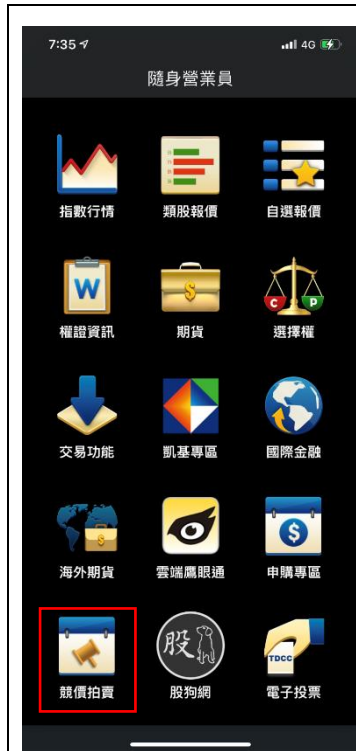 7:35 4G
隨身營業員
指數行情 類股報價 自選報價
W $ C P
權證資訊 期貨 選擇權
交易功能 凱基專區 國際金融
$ $
海外期貨 雲端鷹眼通 申購專區
股 TDCC
競價拍賣 股狗網 電子投票